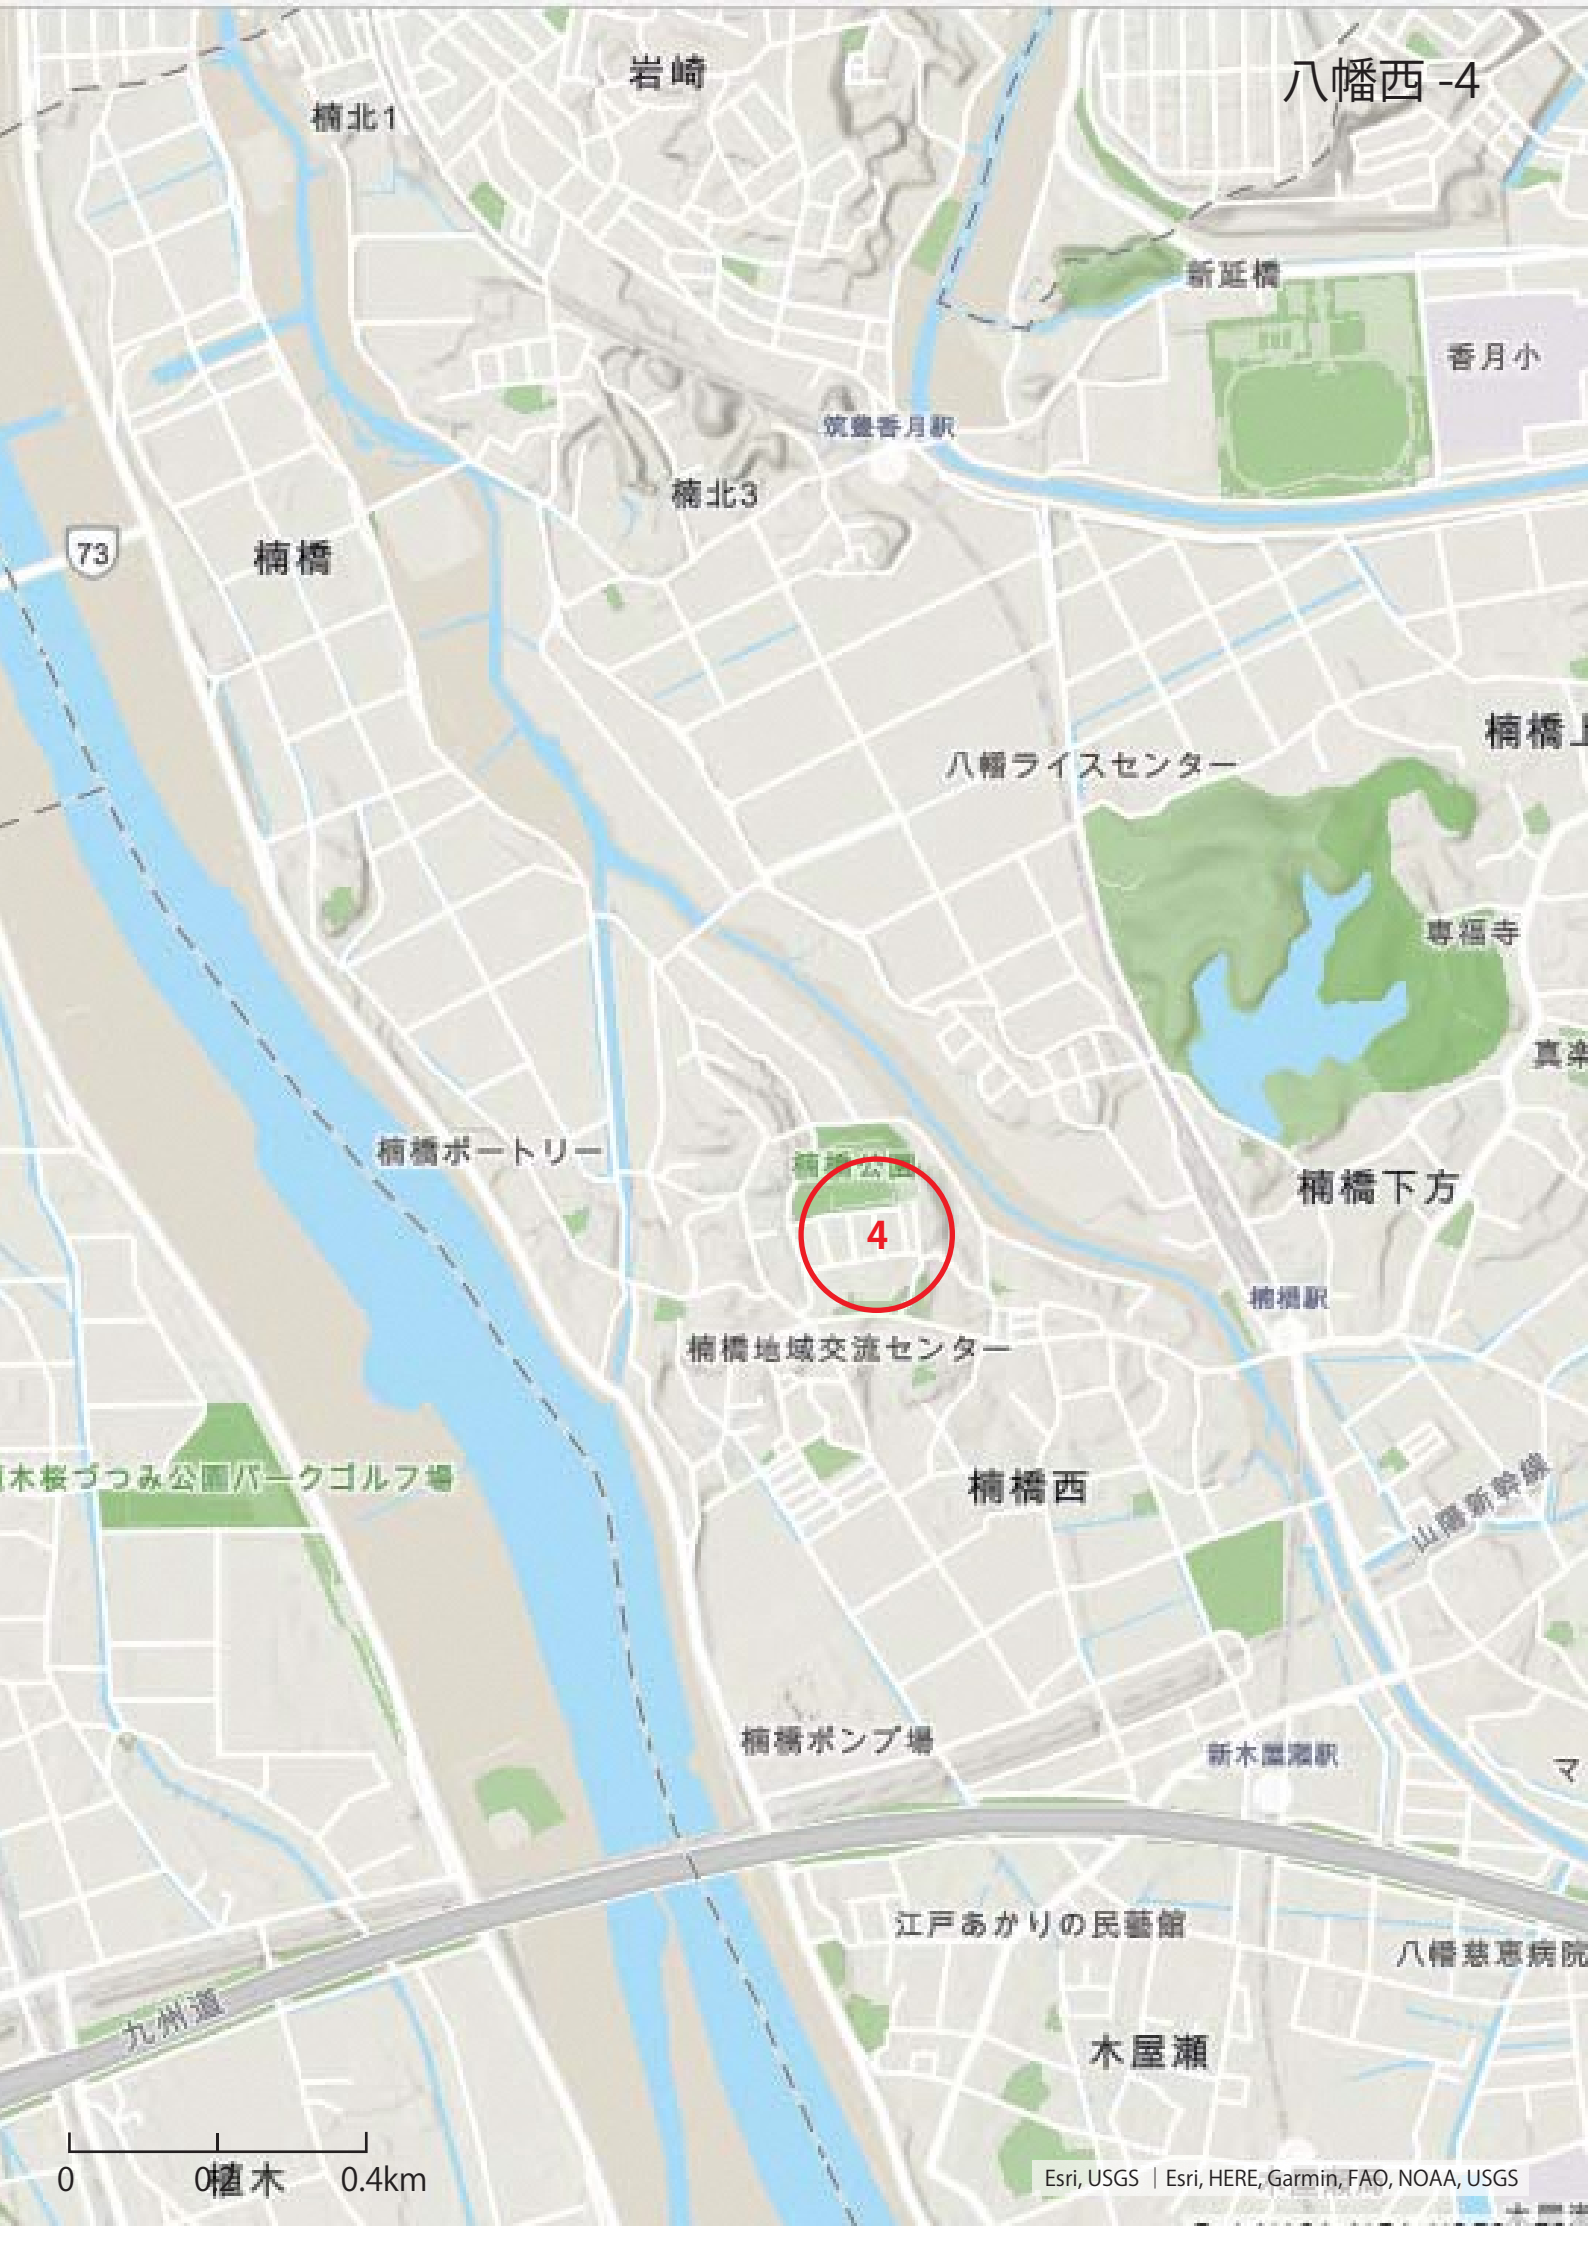 岩崎
八幡西 -4
楠北1
新延橋
香月小
筑豊香月駅
楠北3
73
楠橋
楠橋上
八幡ライスセンター
専福寺
真楽
楠橋ポートリー
楠橋公園
楠橋下方
4
楠橋駅
楠橋地域交流センター
木桜づつみ公園パークゴルフ場
楠橋西
山陽新幹線
楠橋ポンプ場
新木屋瀬駅
マ
江戸あかりの民藝館
八幡慈恵病院
九州道
木屋瀬
0 0.2 0.4km
植木
Esri, USGS | Esri, HERE, Garmin, FAO, NOAA, USGS